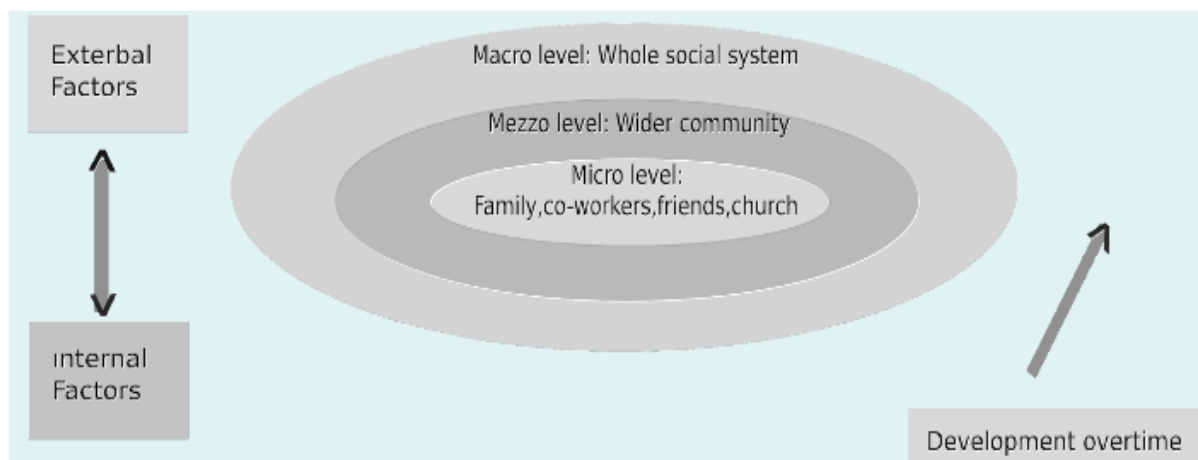 Exterbal
Factors
Macro level: Whole social system
Mezzo level: Wider community
Micro level:
Family,co-workers,friends,church
ınternal
Factors
Development overtime